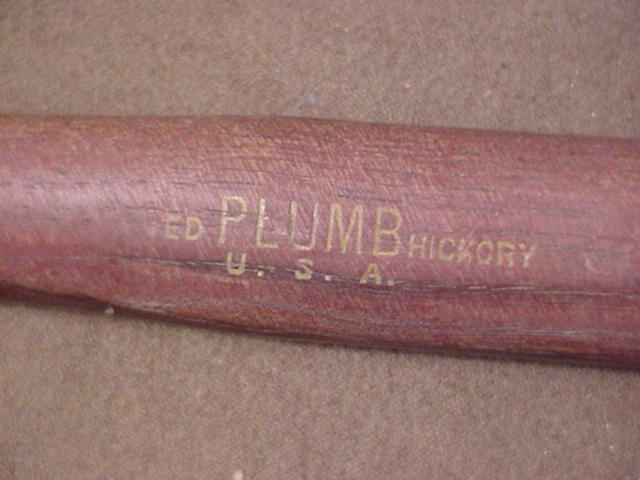 ED PLUMB HICKORY
U. S. A.